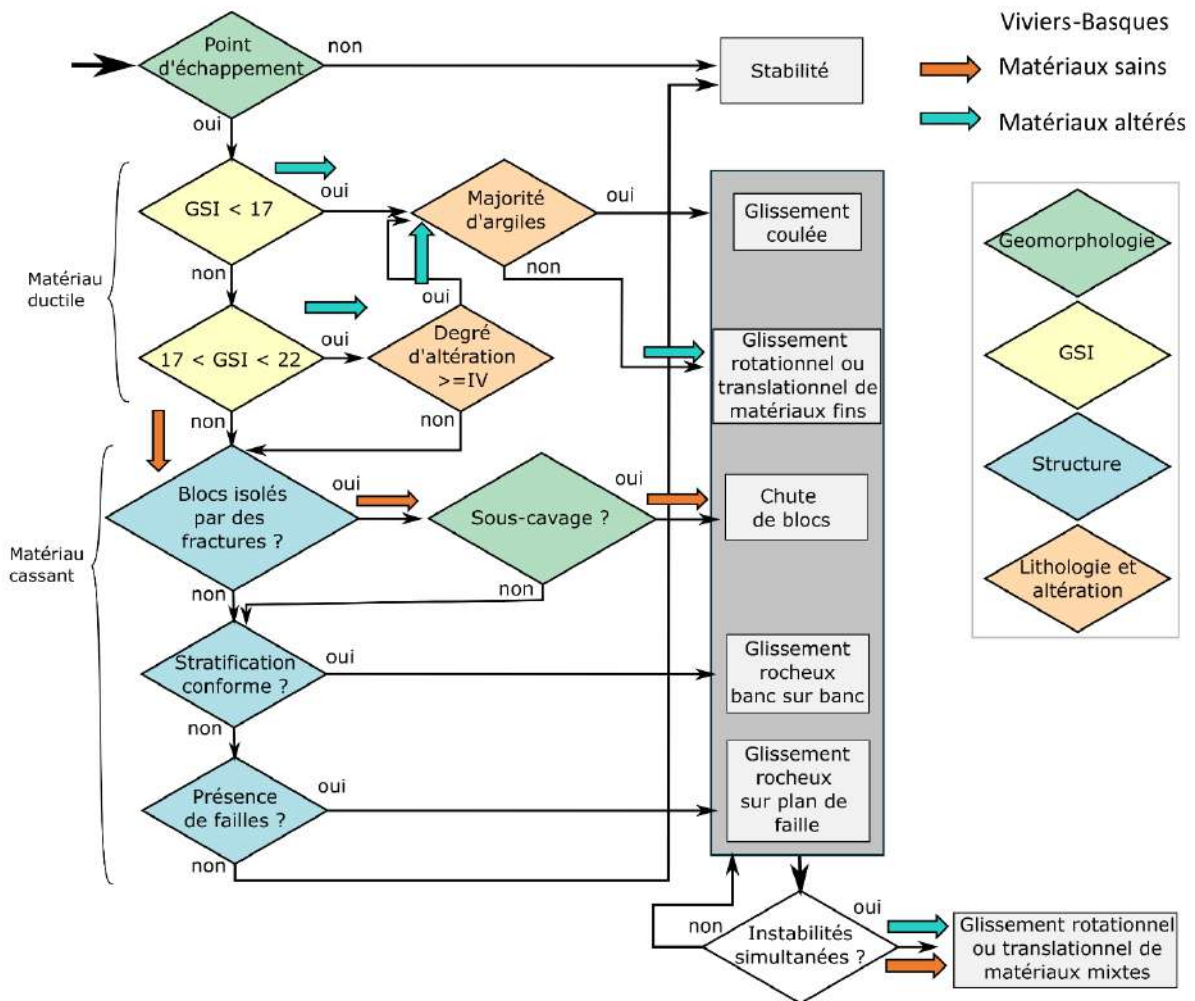 Point
d'échappement
non
oui
Stabilité
Viviers-Basques
Matériaux sains
Matériaux altérés
Matériau
ductile
GSI < 17
oui
non
Majorité
d'argiles
oui
non
Glissement
coulée
17 < GSI < 22
oui
non
Degré
d'altération
>=IV
oui
non
Glissement
rotationnel ou
translationnel de
matériaux fins
Matériau
cassant
Blocs isolés
par des
fractures ?
oui
non
Sous-cavage ?
oui
non
Chute
de blocs
Stratification
conforme ?
oui
non
Glissement
rocheux
banc sur banc
Présence
de failles ?
oui
non
Glissement
rocheux
sur plan de
faille
Instabilités
simultanées ?
non
oui
Glissement rotationnel
ou translationnel de
matériaux mixtes
Geomorphologie
GSI
Structure
Lithologie et
altération